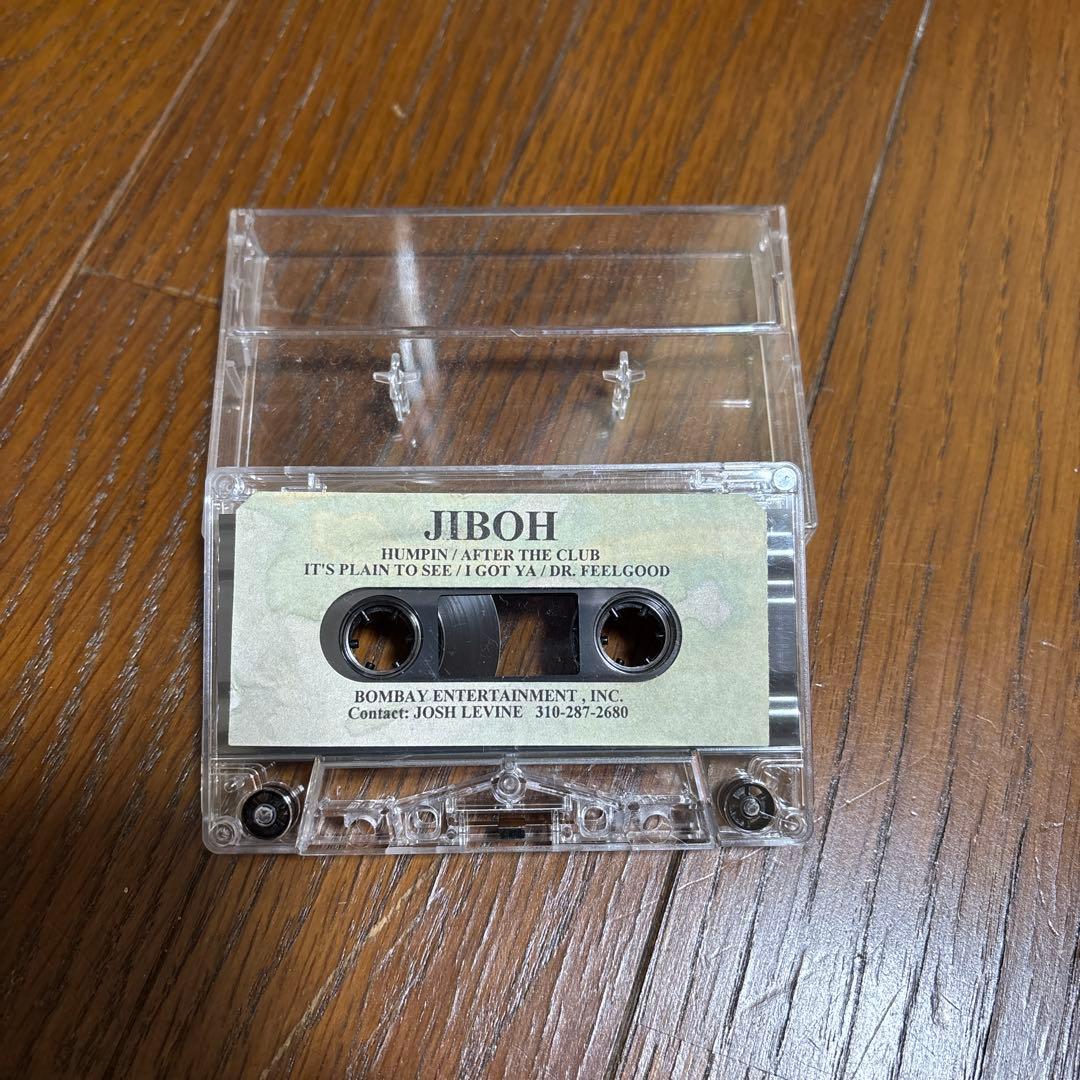 JIBOH
HUMPIN / AFTER THE CLUB
IT'S PLAIN TO SEE / I GOT YA / DR. FEELGOOD
BOMBAY ENTERTAINMENT , INC.
Contact: JOSH LEVINE 310-287-2680